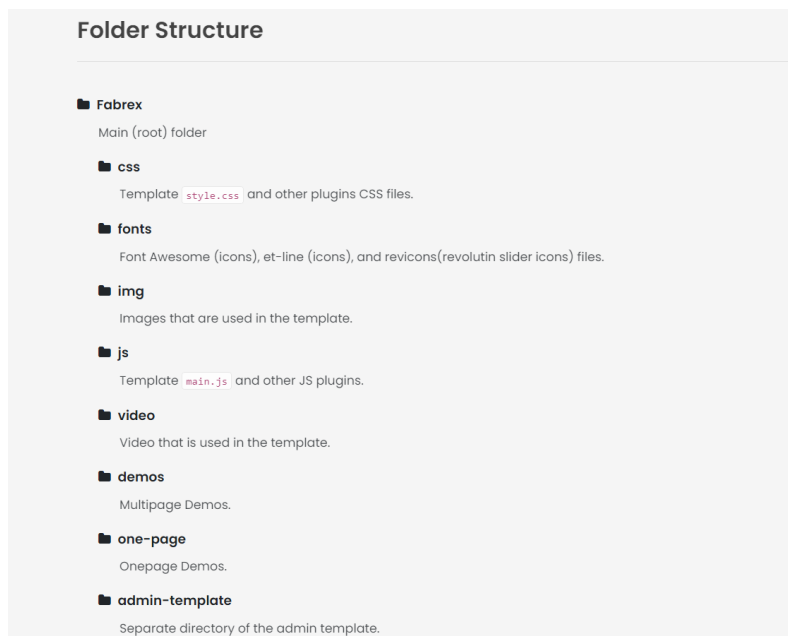 Folder Structure
Fabrex
Main (root) folder
css
Template style.css and other plugins CSS files.
fonts
Font Awesome (icons), et-line (icons), and revicons(revolutin slider icons) files.
img
Images that are used in the template.
js
Template main.js and other JS plugins.
video
Video that is used in the template.
demos
Multipage Demos.
one-page
Onepage Demos.
admin-template
Separate directory of the admin template.